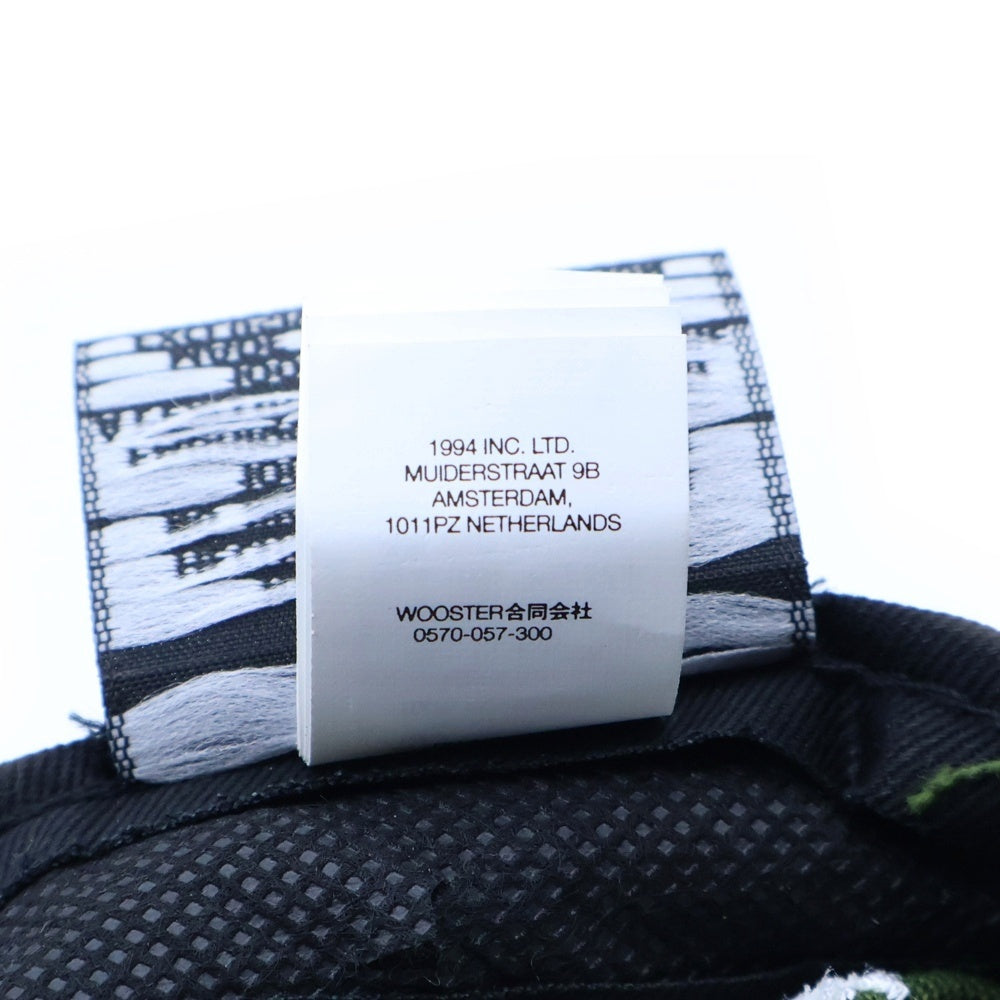 1994 INC. LTD.
MUIDERSTRAAT 9B
AMSTERDAM,
1011PZ NETHERLANDS
WOOSTER合同会社
0570-057-300